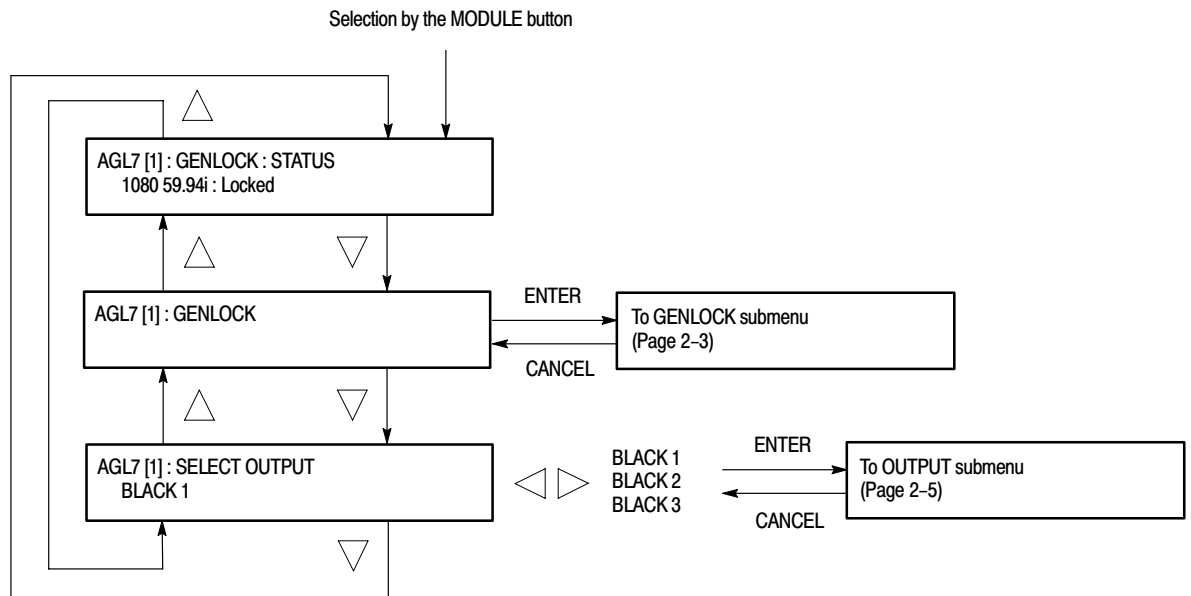 Selection by the MODULE button
AGL7 [1] : GENLOCK : STATUS
1080 59.94i : Locked
AGL7 [1] : GENLOCK
ENTER
CANCEL
To GENLOCK submenu
(Page 2–3)
AGL7 [1] : SELECT OUTPUT
BLACK 1
BLACK 1
BLACK 2
BLACK 3
ENTER
CANCEL
To OUTPUT submenu
(Page 2–5)